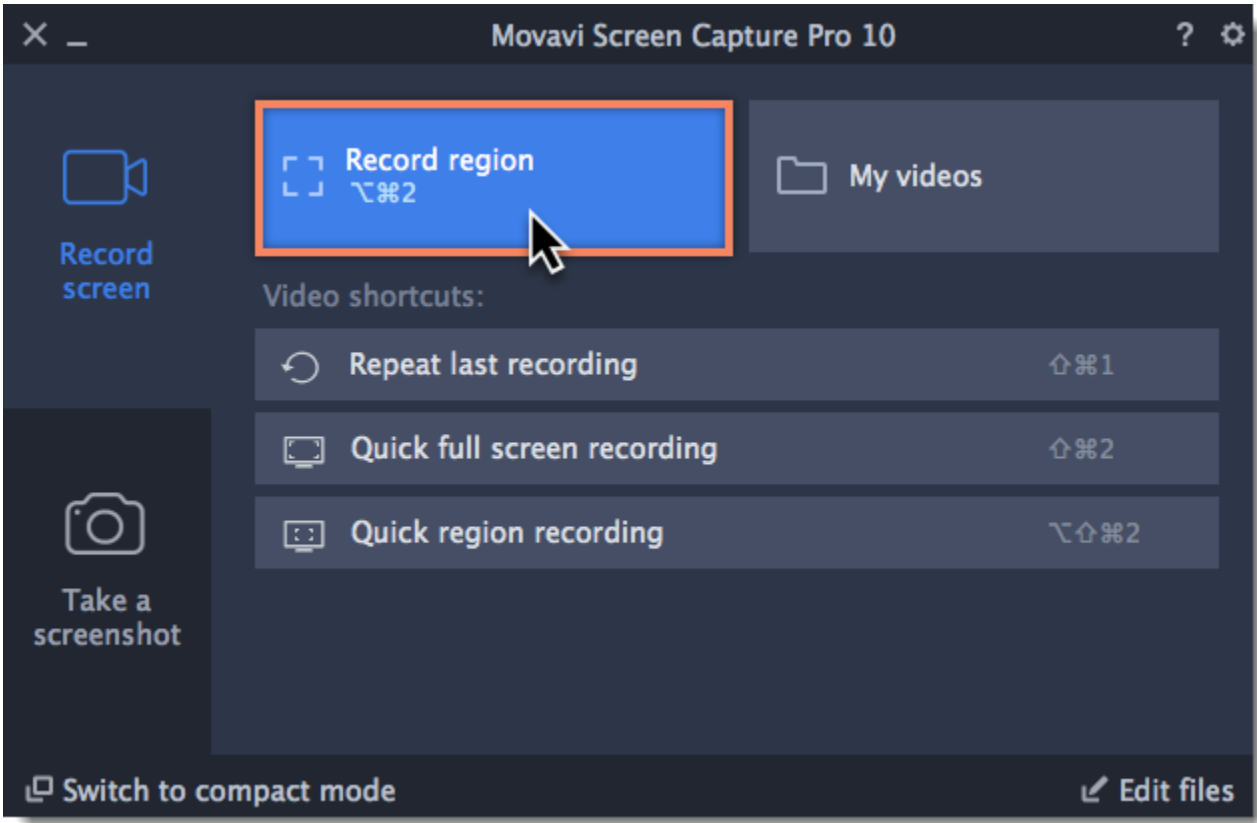 Movavi Screen Capture Pro 10
?
Record region
⌥⌘2
My videos
Record
screen
Video shortcuts:
Repeat last recording ⇧⌘1
Quick full screen recording ⇧⌘2
Quick region recording ⌥⇧⌘2
Take a
screenshot
Switch to compact mode
Edit files